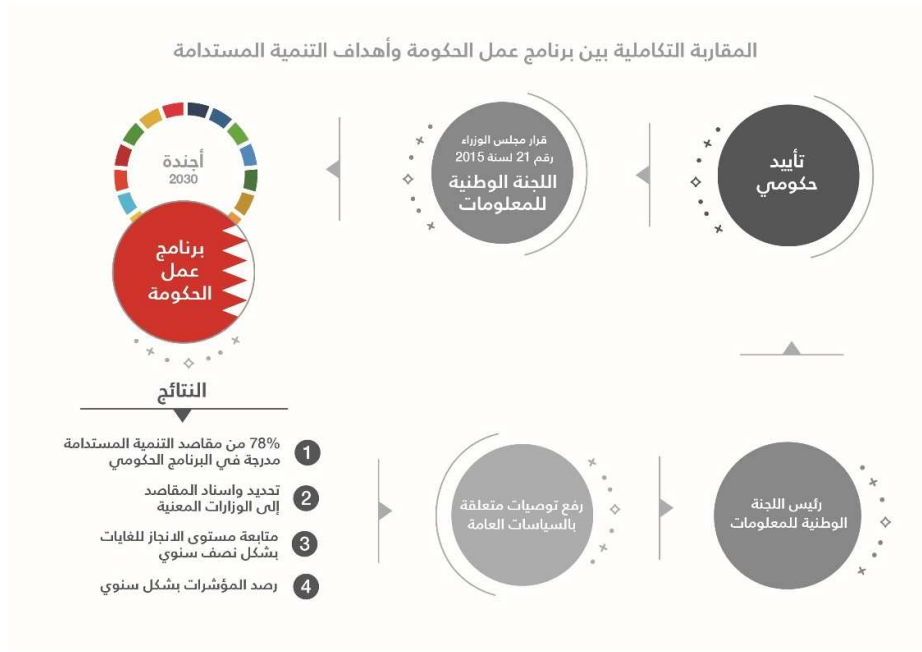 المقاربة التكاملية بين برنامج عمل الحكومة وأهداف التنمية المستدامة
تأييد
حكومي
قرار مجلس الوزراء
رقم 21 لسنة 2015
اللجنة الوطنية
للمعلومات
أجندة
2030
برنامج
عمل
الحكومة
النتائج
1 78% من مقاصد التنمية المستدامة
مدرجة في البرنامج الحكومي
2 تحديد واسناد المقاصد
إلى الوزارات المعنية
3 متابعة مستوى الانجاز للغايات
بشكل نصف سنوي
4 رصد المؤشرات بشكل سنوي
رفع توصيات متعلقة
بالسياسات العامة
رئيس اللجنة
الوطنية للمعلومات